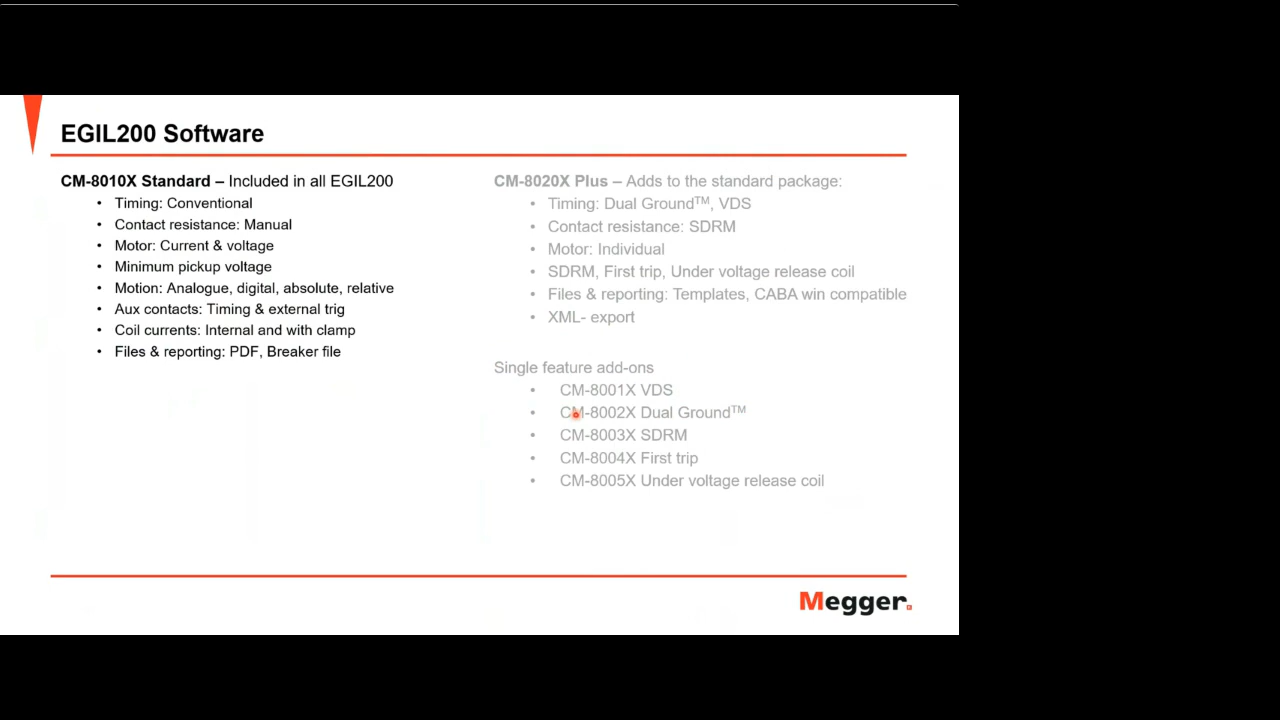 EGIL200 Software
CM-8010X Standard – Included in all EGIL200
• Timing: Conventional
• Contact resistance: Manual
• Motor: Current & voltage
• Minimum pickup voltage
• Motion: Analogue, digital, absolute, relative
• Aux contacts: Timing & external trig
• Coil currents: Internal and with clamp
• Files & reporting: PDF, Breaker file
CM-8020X Plus – Adds to the standard package:
• Timing: Dual Ground™, VDS
• Contact resistance: SDRM
• Motor: Individual
• SDRM, First trip, Under voltage release coil
• Files & reporting: Templates, CABA win compatible
• XML- export
Single feature add-ons
• CM-8001X VDS
• CM-8002X Dual Ground™
• CM-8003X SDRM
• CM-8004X First trip
• CM-8005X Under voltage release coil
Megger